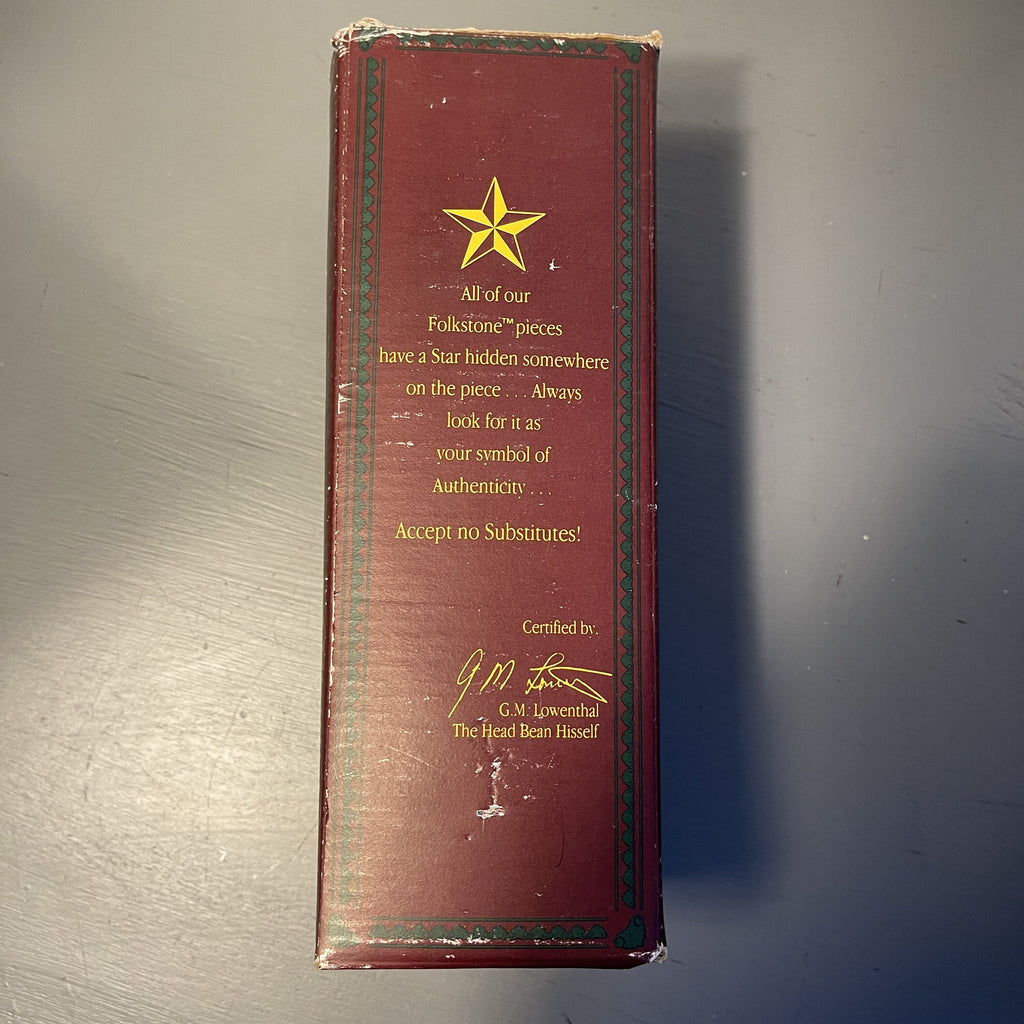 All of our
Folkstone™ pieces
have a Star hidden somewhere
on the piece . . . Always
look for it as
your symbol of
Authenticity . . .
Accept no Substitutes!
Certified by.
G M Lowenthal
G.M. Lowenthal
The Head Bean Hisself